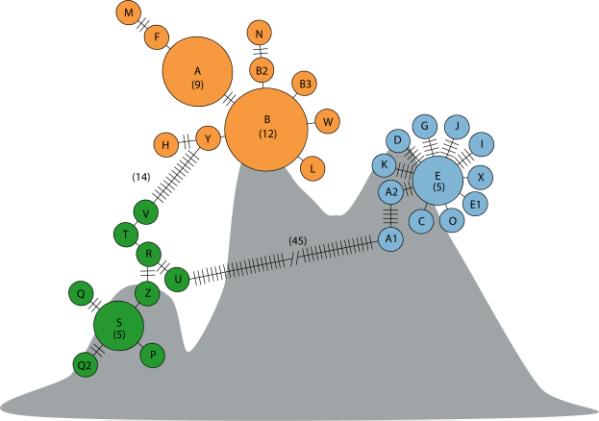 M
F
N
A
(9)
B2
B3
B
(12)
W
H
Y
L
D
G
J
I
K
E
(5)
X
A2
E1
C
O
(14)
V
T
R
U
(45)
A1
Z
Q
S
(5)
P
Q2